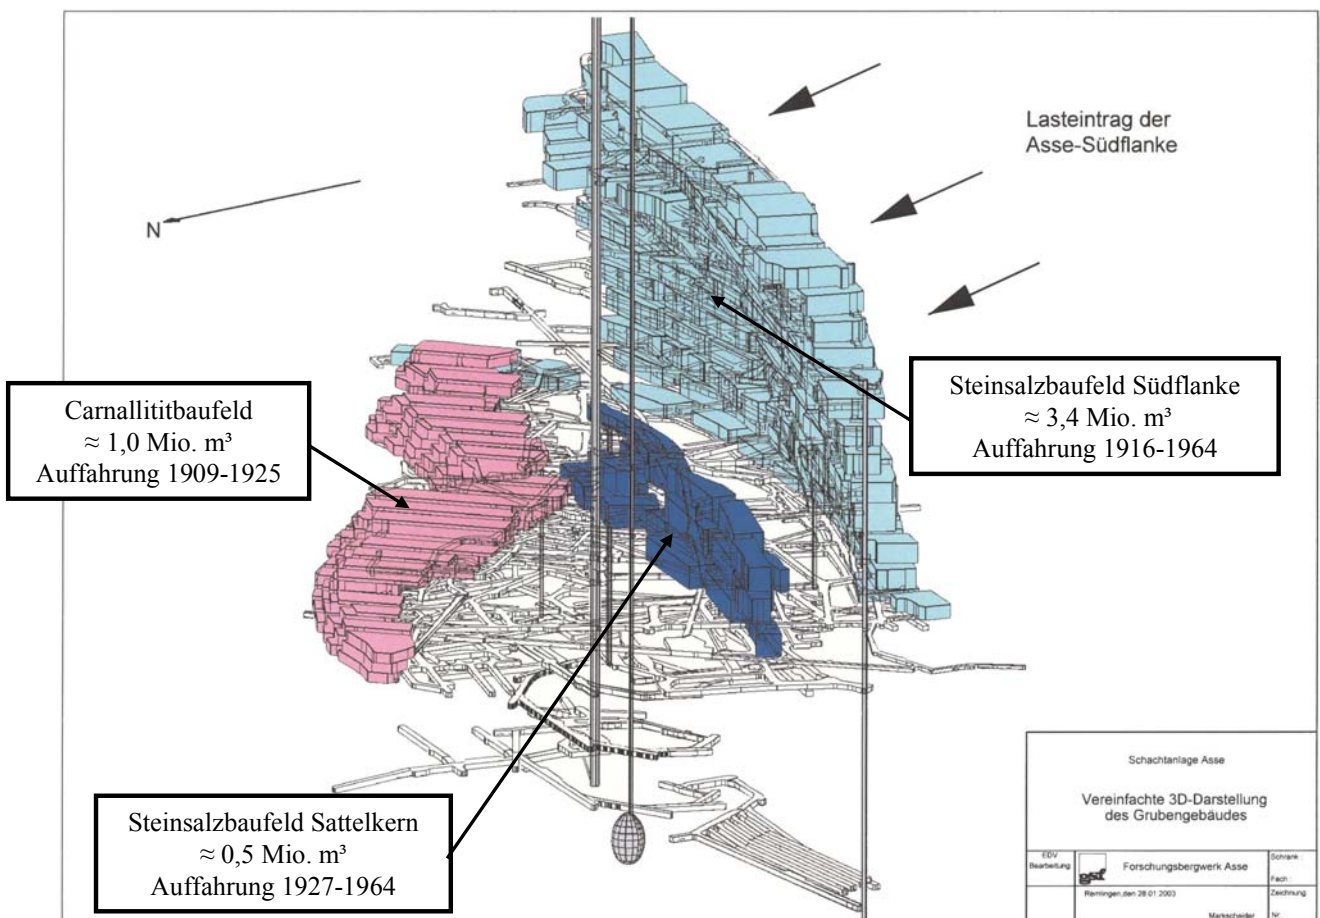 Lasteintrag der
Asse-Südflanke
N
Carnallititbaufeld
≈ 1,0 Mio. m³
Auffahrung 1909-1925
Steinsalzbaufeld Südflanke
≈ 3,4 Mio. m³
Auffahrung 1916-1964
Steinsalzbaufeld Sattelkern
≈ 0,5 Mio. m³
Auffahrung 1927-1964
Schachtanlage Asse
Vereinfachte 3D-Darstellung
des Grubengebäudes
EDV
Bearbeitung
gsf
Forschungsbergwerk Asse
Schrank :
Fach :
Remlingen,den 28.01.2003
Zeichnung
Markscheider
Nr.